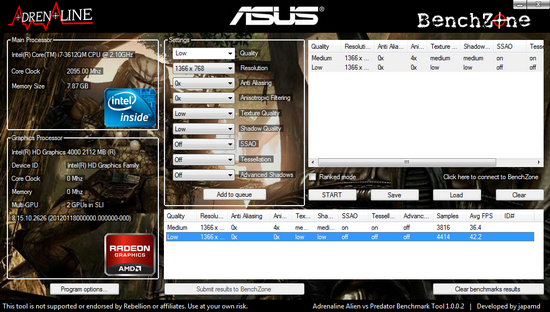 ADRENALINE
ASUS
BenchZone
Main Processor
Intel(R) Core(TM) i7-3612QM CPU @ 2.10GHz
Core Clock 2095.00 Mhz
Memory Size 7.87 GB
intel
inside
Graphics Processor
Intel(R) HD Graphics 4000 2112 MB (R)
Device ID Intel(R) HD Graphics Family
Core Clock 0 Mhz
Memory 0 Mhz
Multi-GPU 2 GPUs in SLI
8.15.10.2626 (20120118000000.000000-000)
RADEON
GRAPHICS
AMD
Program options...
Settings
Low Quality
1366 x 768 Resolution
0x Anti Aliasing
0x Anisotropic Filtering
Low Texture Quality
Low Shadow Quality
Off SSAO
Off Tessellation
Off Advanced Shadows
Add to queue
Quality Resoluti... Anti Ali... Anis... Texture ... Shadow... SSAO Tessen
Medium 1366 x ... 0x 4x medium medium on on
Low 1366 x ... 0x 0x low low off off
Ranked mode Click here to connect to BenchZone
START Save Load Clear
Quality Resolu... Anti Aliasing Ani... Tex... Sha... SSAO Tessell... Advanc... Samples Avg FPS ID#
Medium 1366 x ... 0x 4x me... me... on on off 3816 36.4
Low 1366 x ... 0x 0x low low off off off 4414 42.2
Submit results to BenchZone Clear benchmarks results
This tool is not supported or endorsed by Rebellion or affiliates. Use at your own risk. Adrenaline Alien vs Predator Benchmark Tool 1.0.0.2 | Developed by japamd